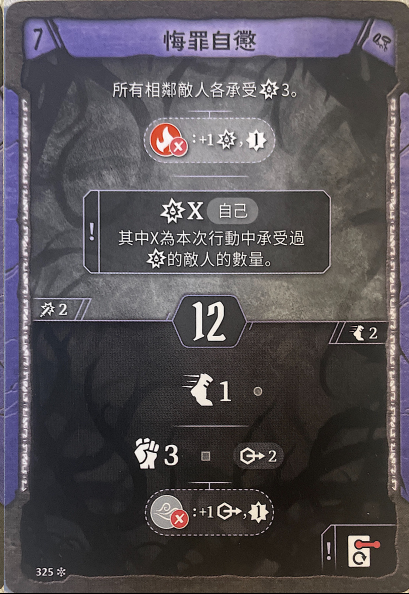 7 悔罪自懲
所有相鄰敵人各承受3。
:+1,
X 自己
!
其中X為本次行動中承受過
的敵人的數量。
2
12
2
1
3 2
:+1,
!
325